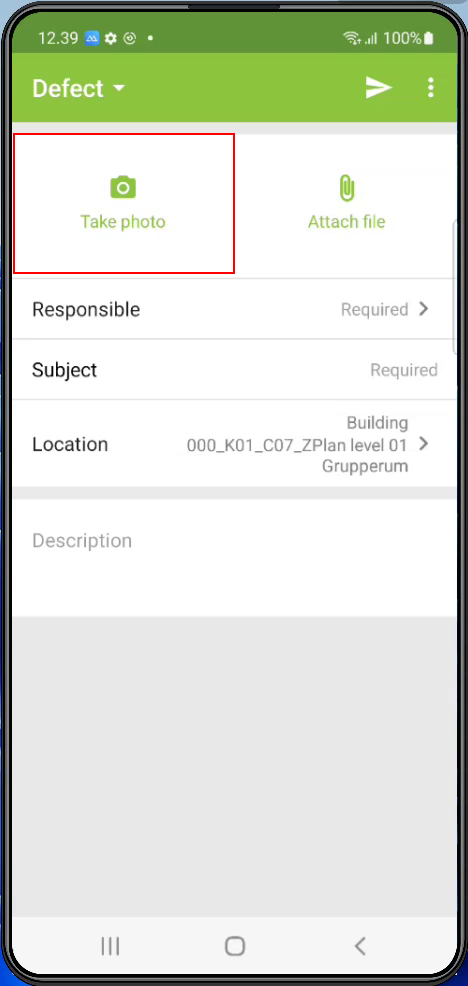 12.39 100%
Defect
Take photo Attach file
Responsible Required
Subject Required
Building
Location 000_K01_C07_ZPlan level 01
Grupperum
Description